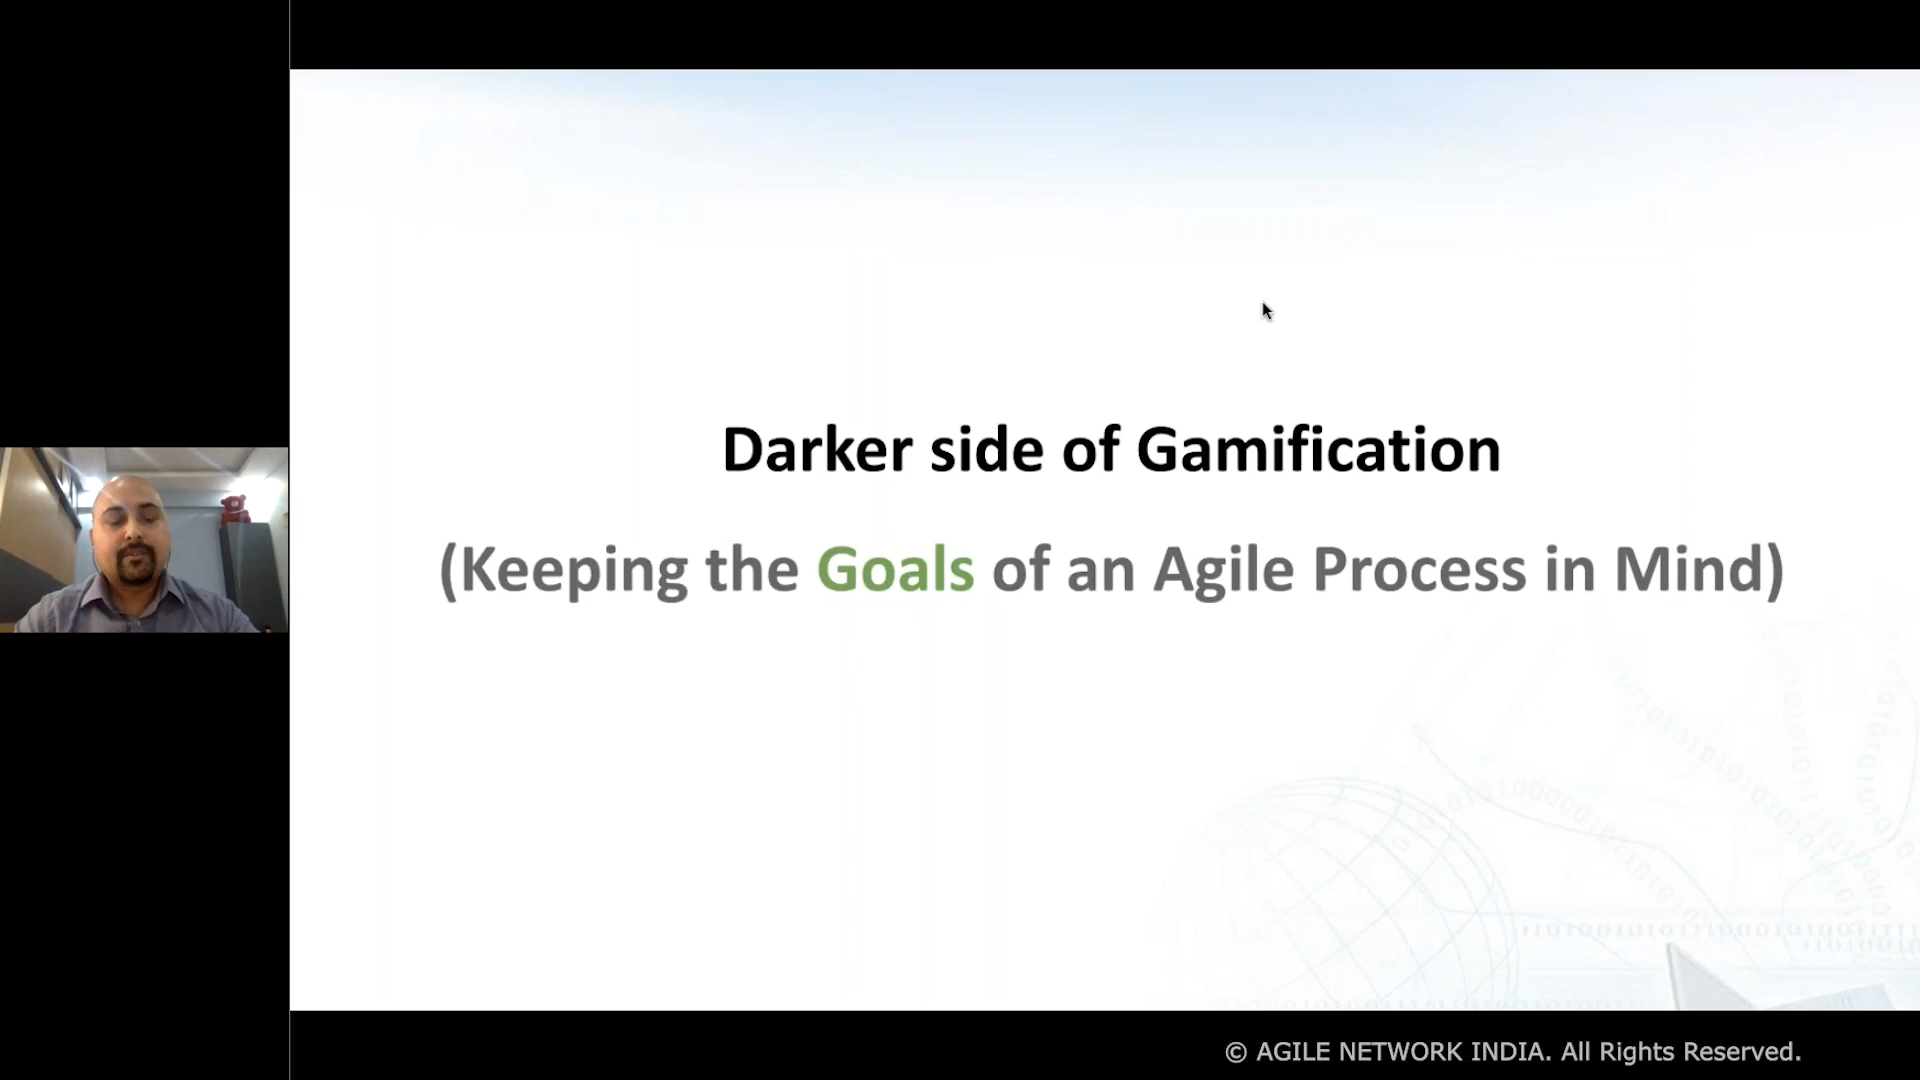 Darker side of Gamification
(Keeping the Goals of an Agile Process in Mind)
© AGILE NETWORK INDIA. All Rights Reserved.